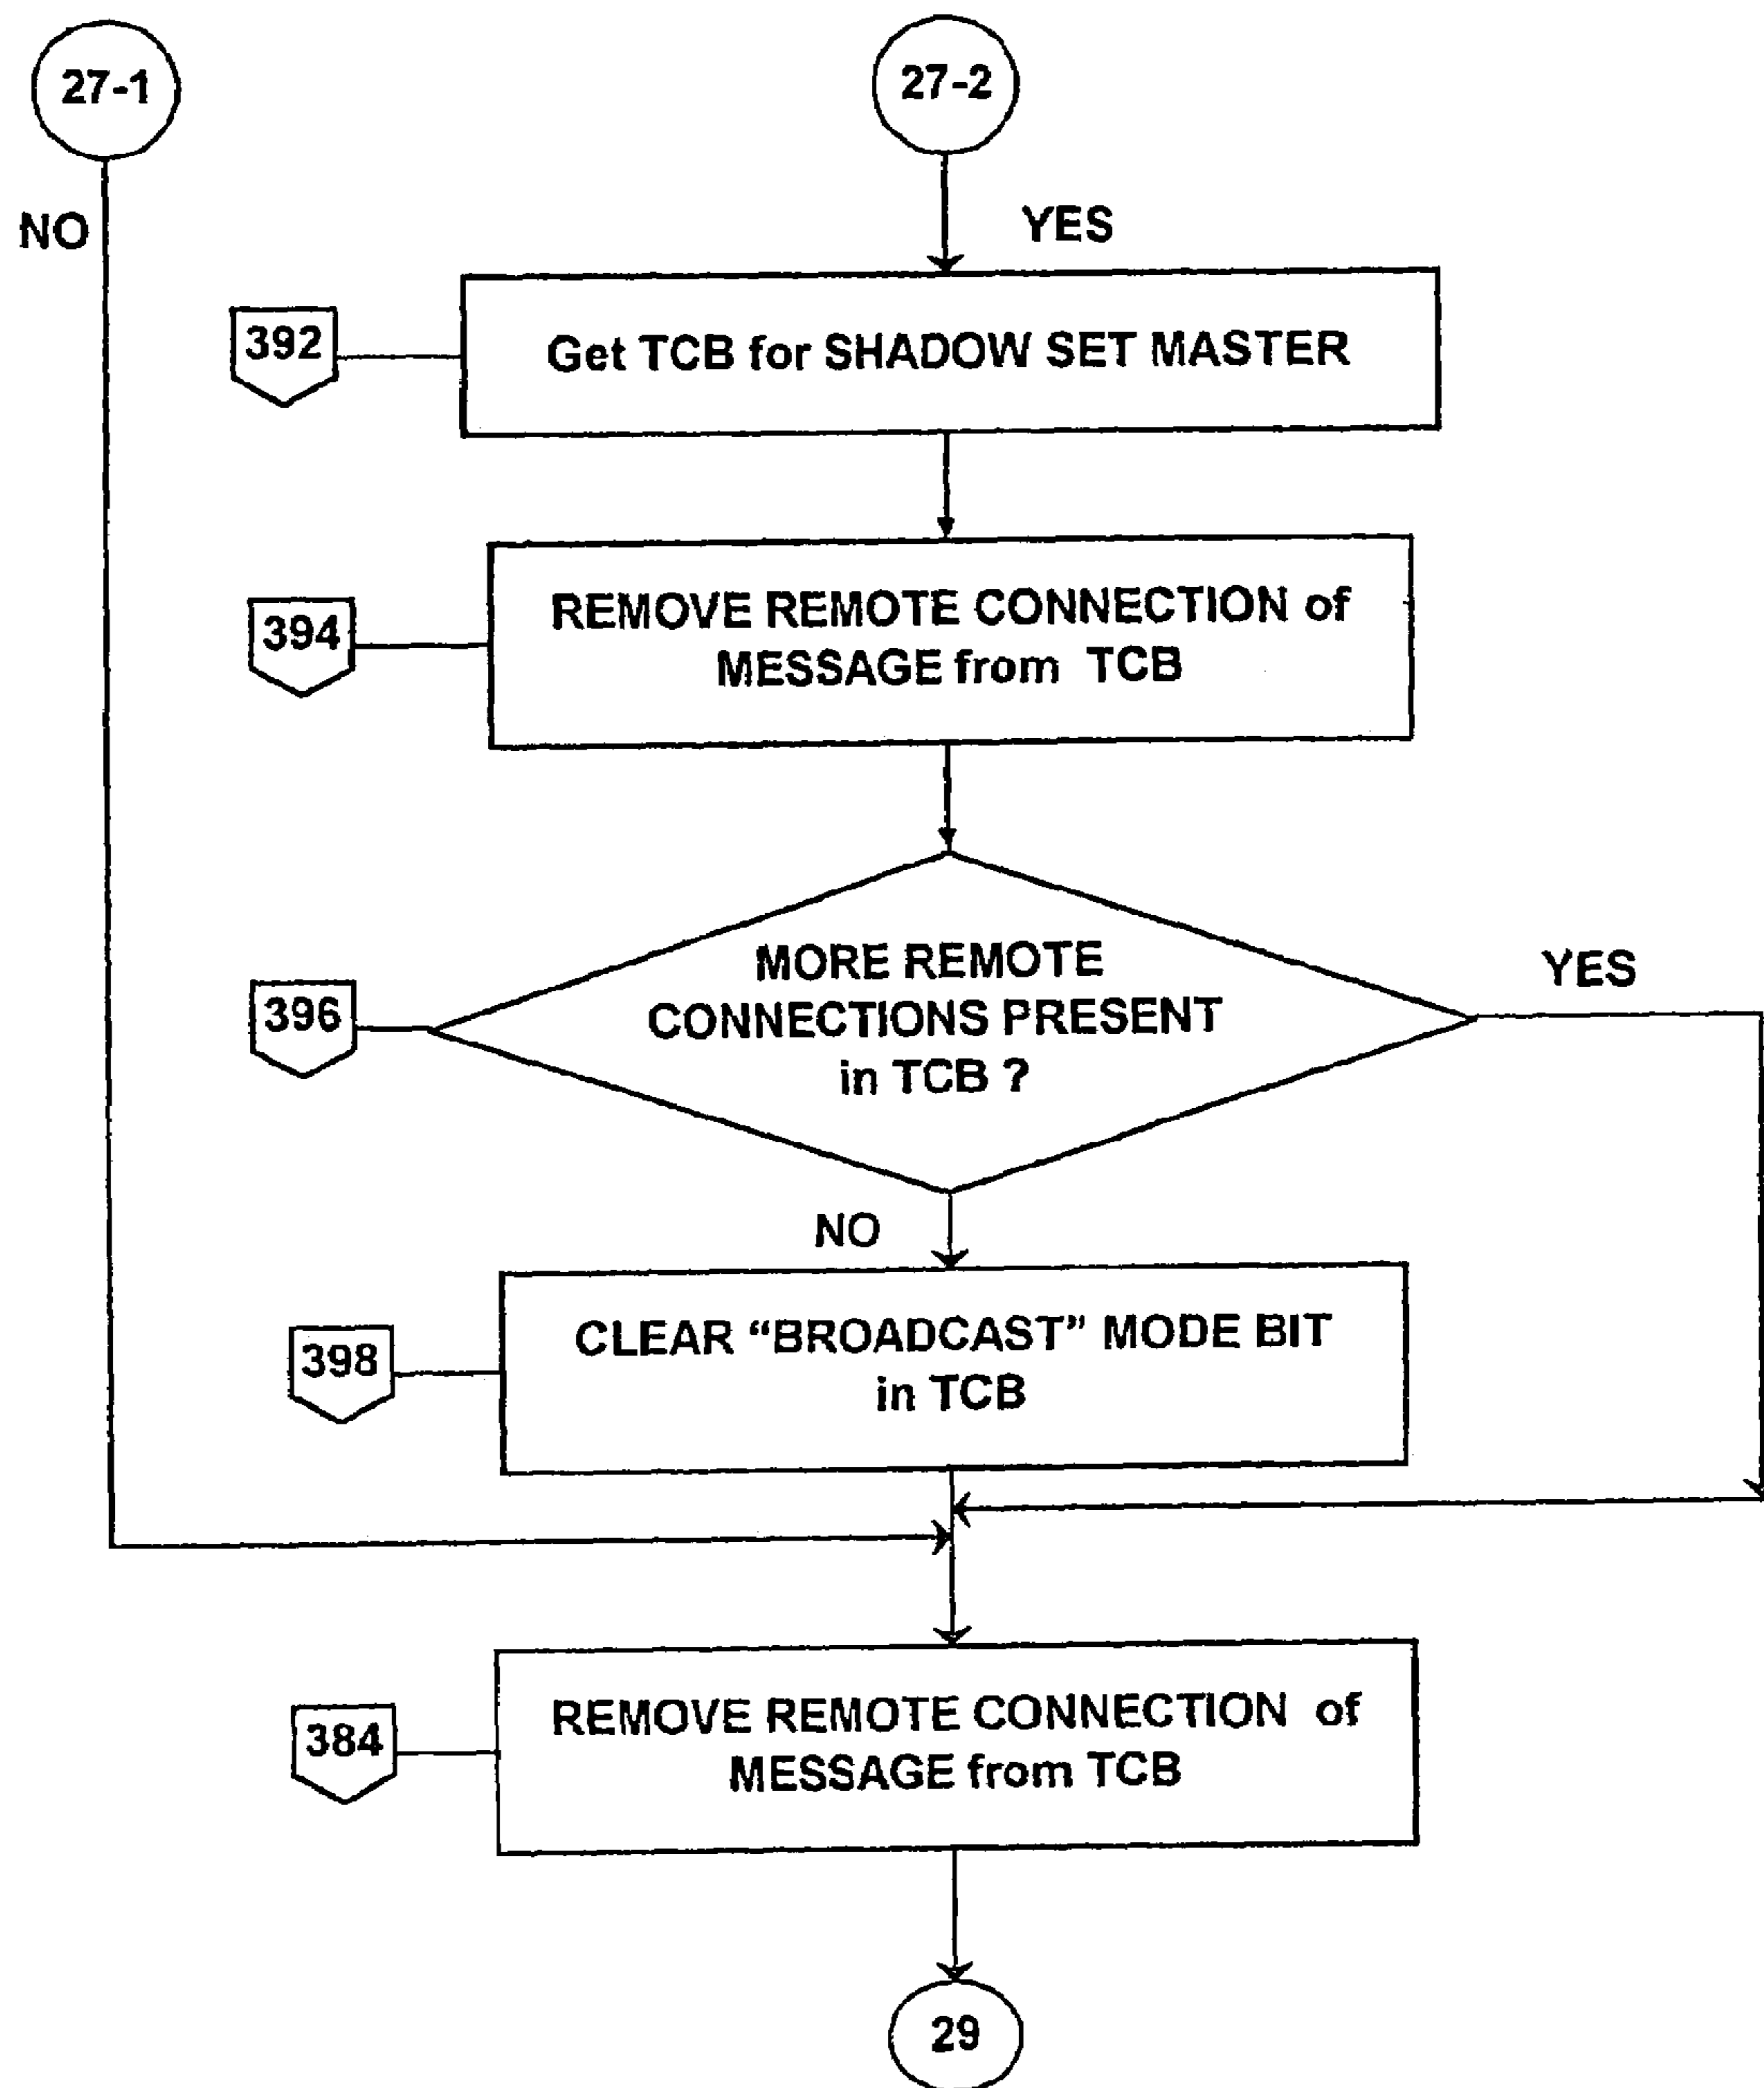 27-1
27-2
NO
YES
392
Get TCB for SHADOW SET MASTER
394
REMOVE REMOTE CONNECTION of
MESSAGE from TCB
396
MORE REMOTE
CONNECTIONS PRESENT
in TCB ?
YES
NO
398
CLEAR “BROADCAST” MODE BIT
in TCB
384
REMOVE REMOTE CONNECTION of
MESSAGE from TCB
29